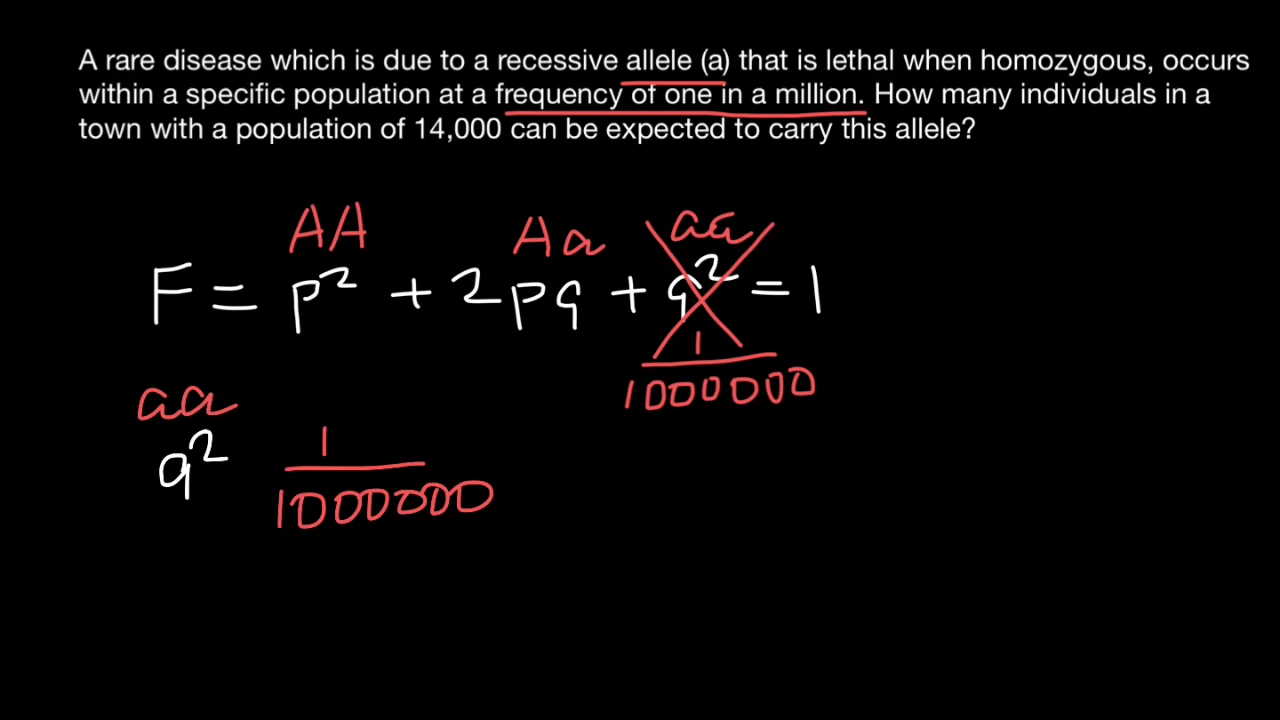 A rare disease which is due to a recessive allele (a) that is lethal when homozygous, occurs
within a specific population at a frequency of one in a million. How many individuals in a
town with a population of 14,000 can be expected to carry this allele?
AA Aa aa
F = p² + 2pq + q² = 1
1
1000000
aa
q² 1
1000000